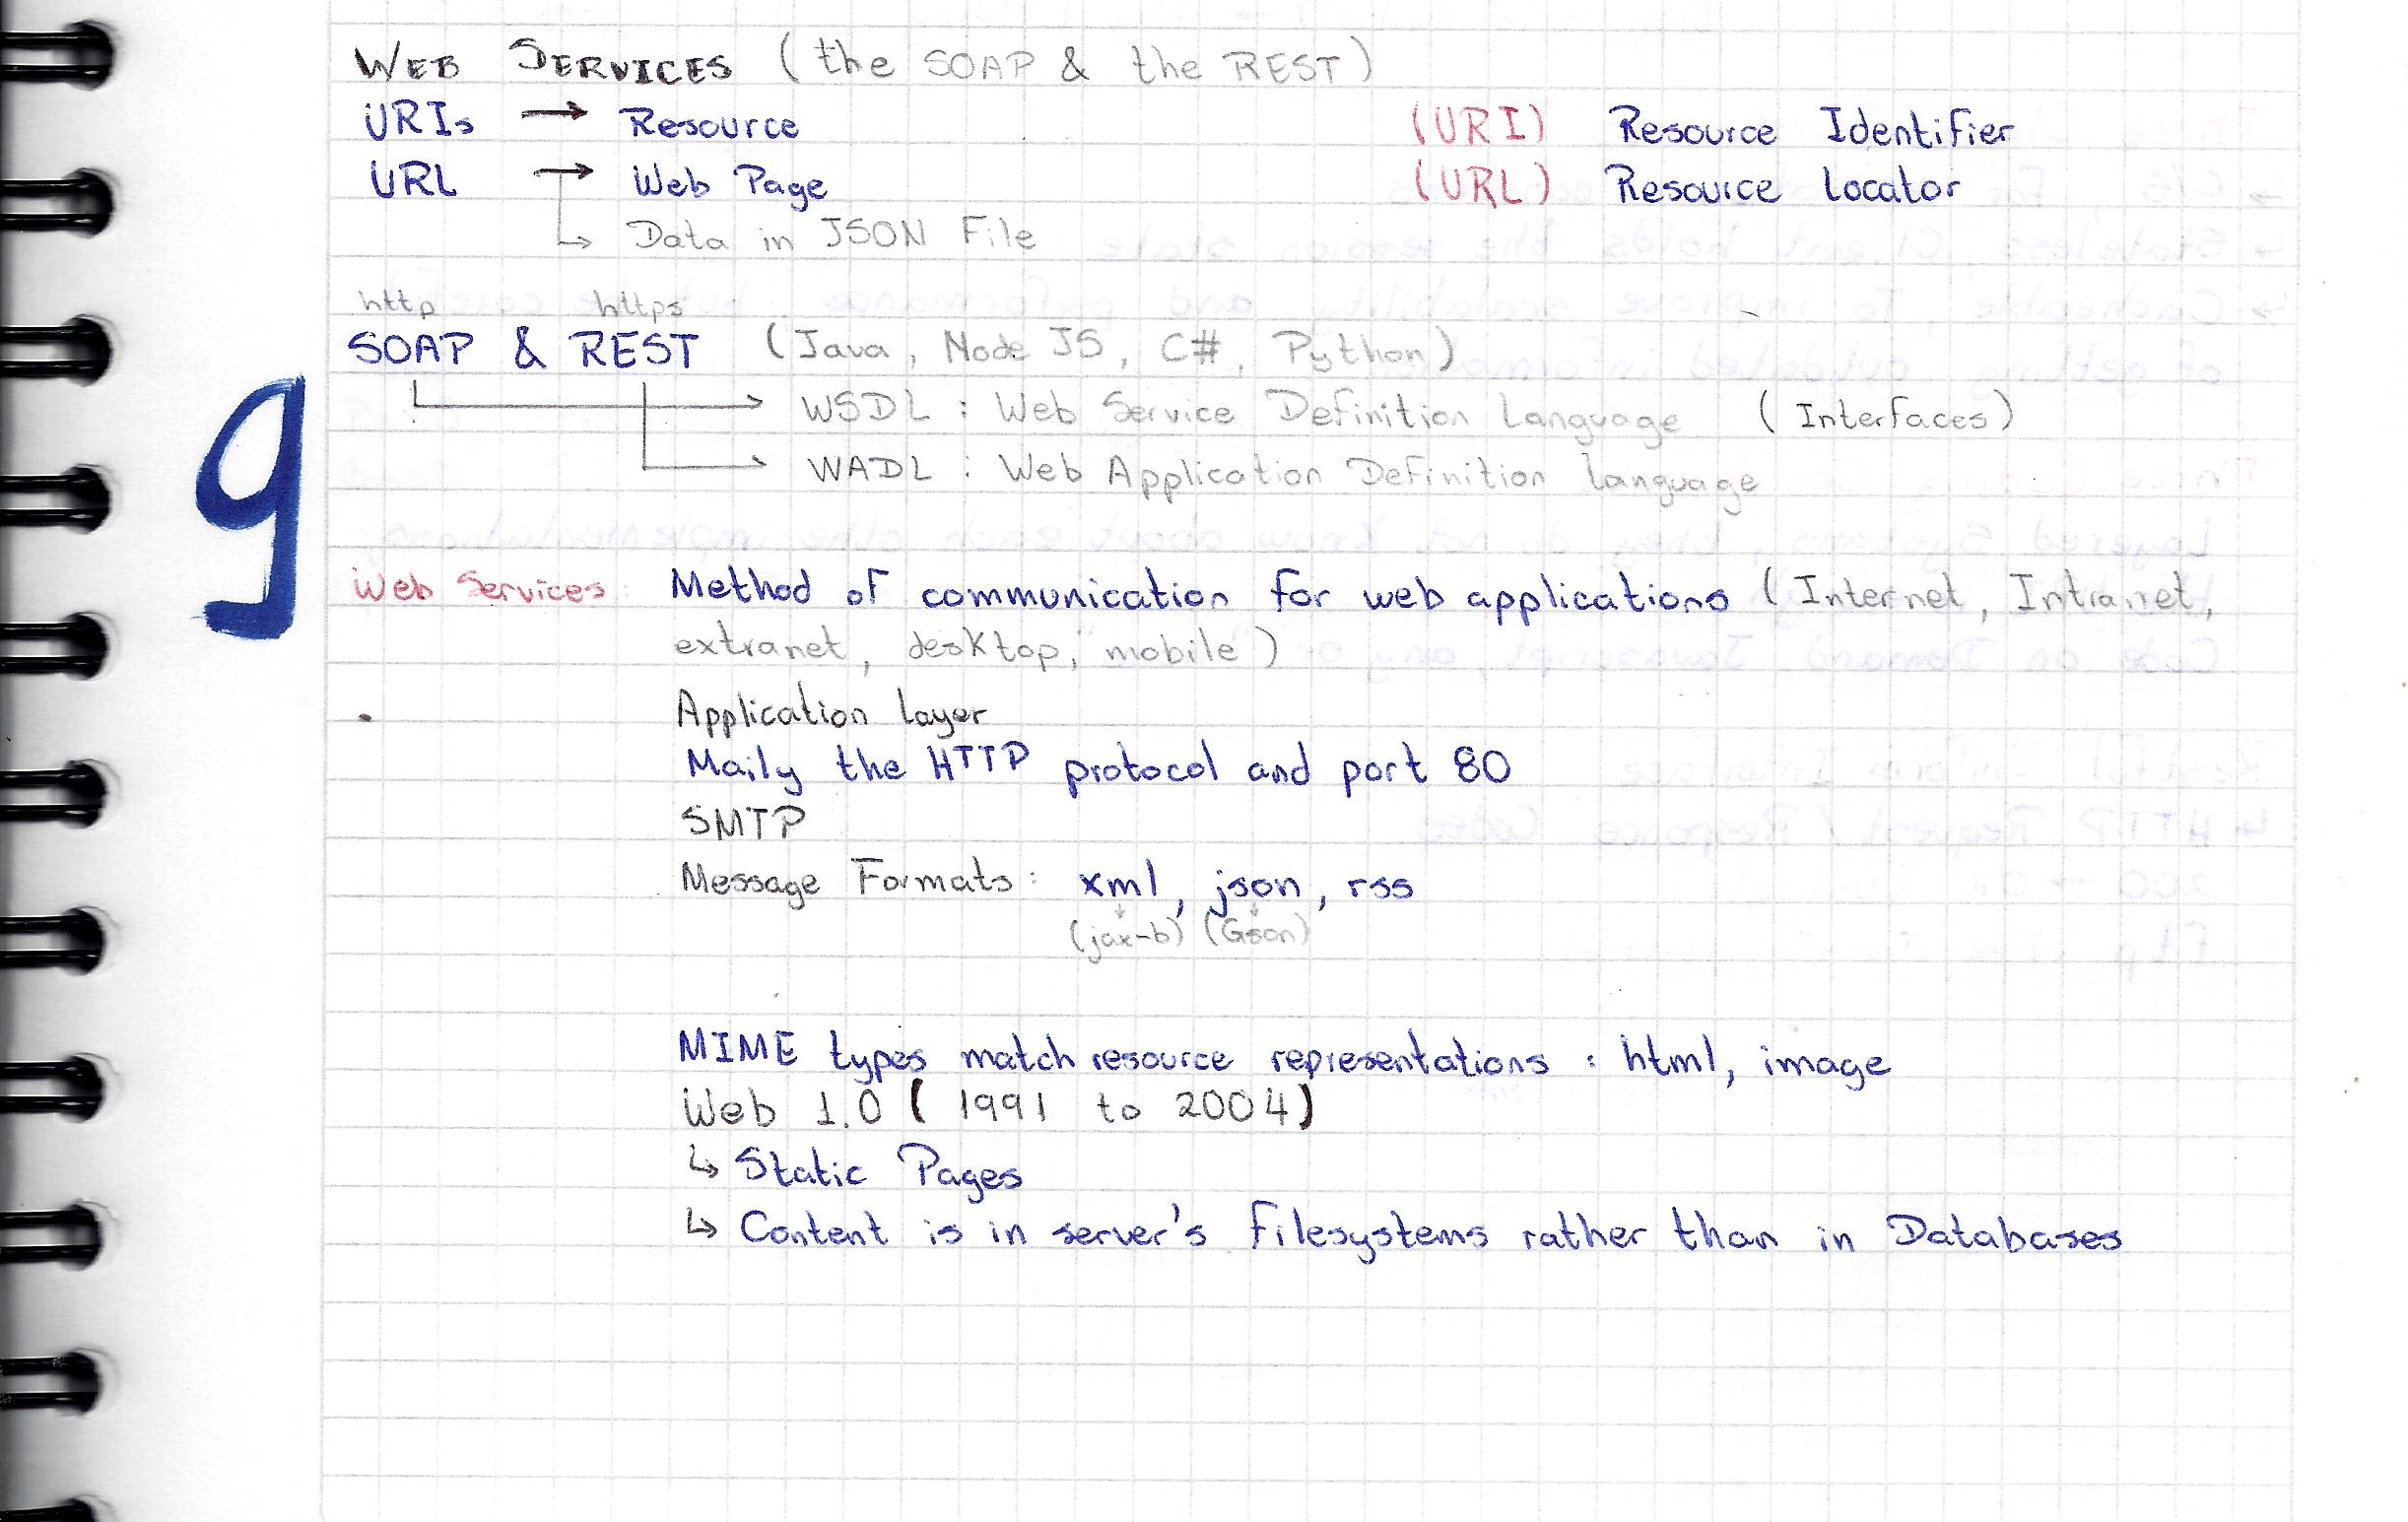 WEB SERVICES (the SOAP & the REST)
URIs → Resource (URI) Resource Identifier
URL → Web Page (URL) Resource Locator
↳ Data in JSON File
http https
SOAP & REST (Java, Node JS, C#, Python)
→ WSDL : Web Service Definition Language (Interfaces)
→ WADL : Web Application Definition language
9
Web Services: Method of communication for web applications (Internet, Intranet,
extranet, desktop, mobile)
Application Layer
Maily the HTTP protocol and port 80
SMTP
Message Formats: xml, json, rss
(jax-b) (Gson)
MIME types match resource representations : html, image
Web 1.0 (1991 to 2004)
↳ Static Pages
↳ Content is in server's filesystems rather than in Databases